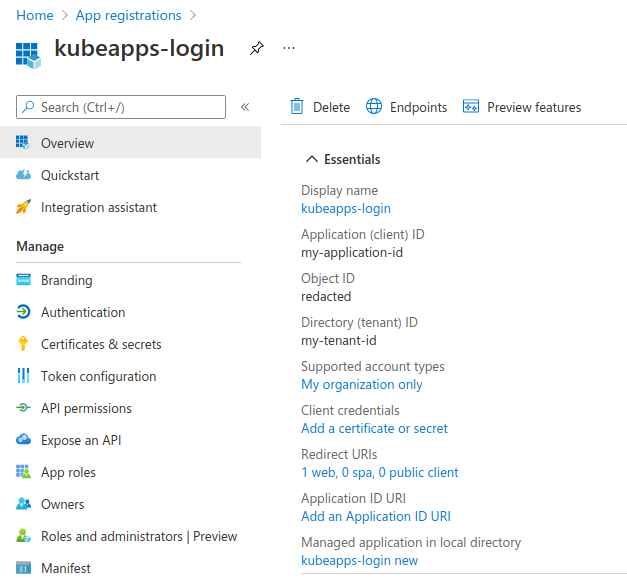 Home > App registrations >
kubeapps-login
Search (Ctrl+/)
Overview
Quickstart
Integration assistant
Manage
Branding
Authentication
Certificates & secrets
Token configuration
API permissions
Expose an API
App roles
Owners
Roles and administrators | Preview
Manifest
Delete
Endpoints
Preview features
Essentials
Display name
kubeapps-login
Application (client) ID
my-application-id
Object ID
redacted
Directory (tenant) ID
my-tenant-id
Supported account types
My organization only
Client credentials
Add a certificate or secret
Redirect URIs
1 web, 0 spa, 0 public client
Application ID URI
Add an Application ID URI
Managed application in local directory
kubeapps-login new